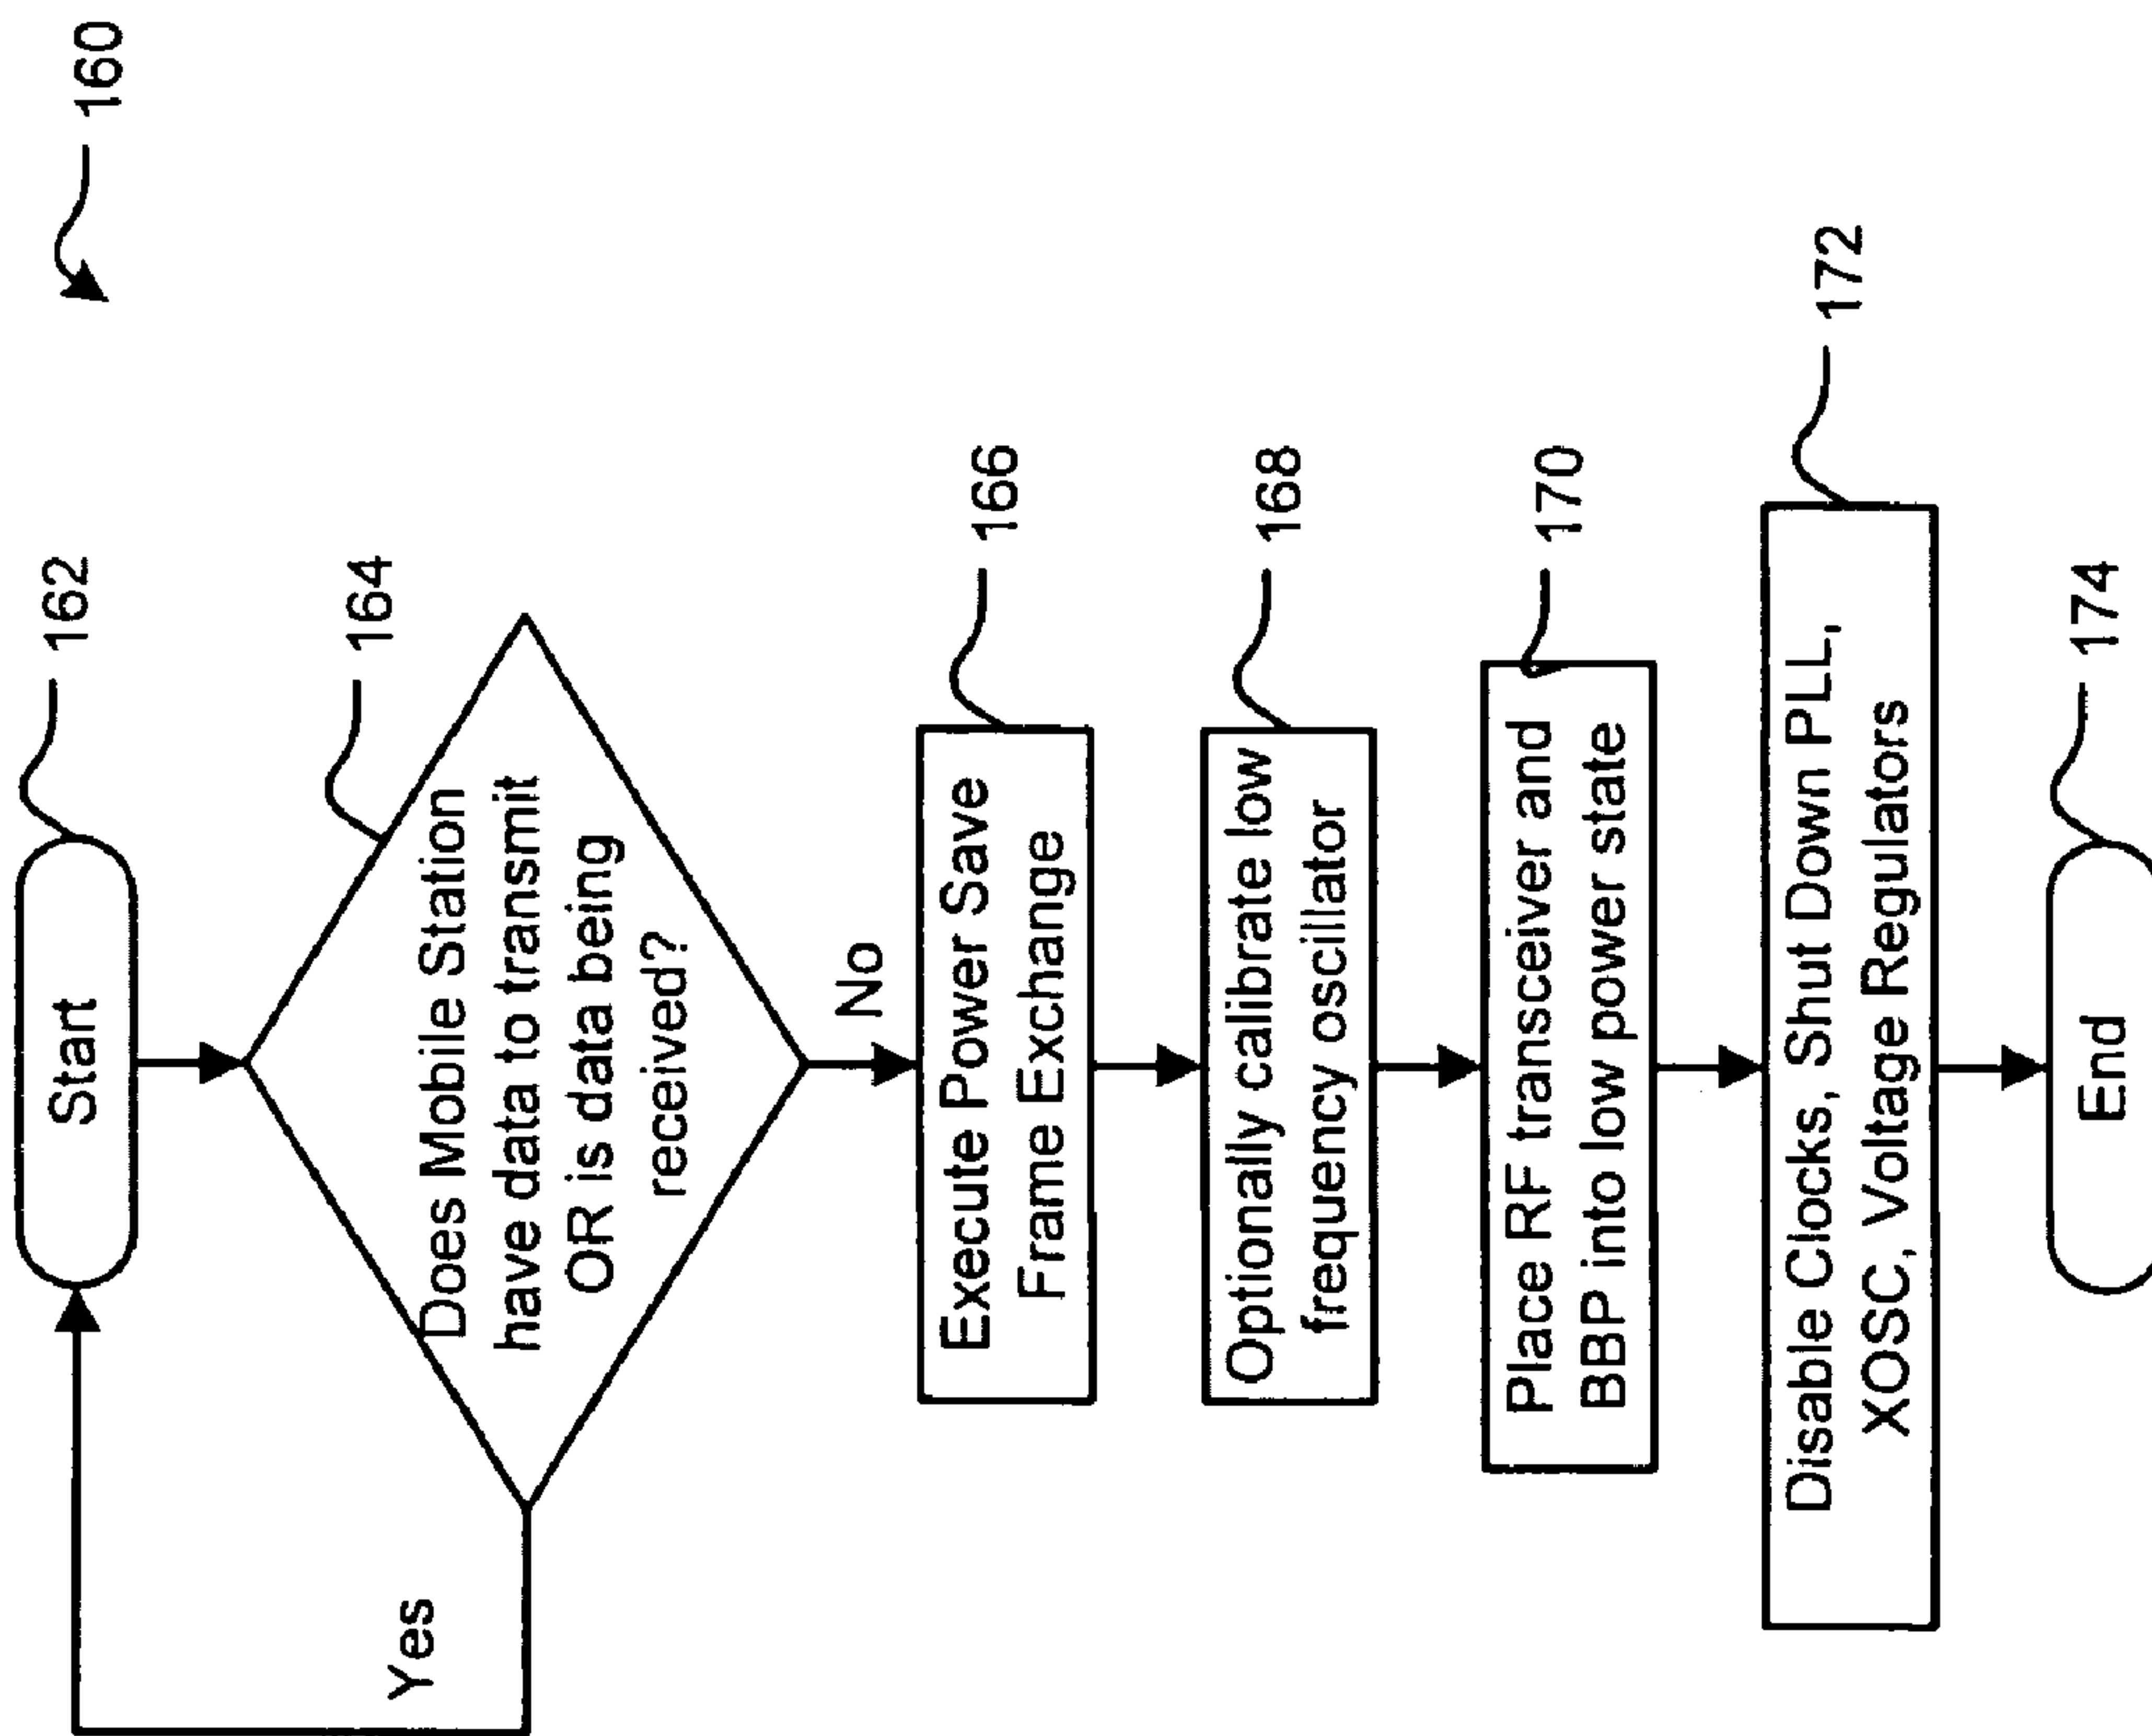 160
162
Start
164
Does Mobile Station
have data to transmit
OR is data being
received?
Yes
No
166
Execute Power Save
Frame Exchange
168
Optionally calibrate low
frequency oscillator
170
Place RF transceiver and
BBP into low power state
172
Disable Clocks, Shut Down PLL,
XOSC, Voltage Regulators
174
End